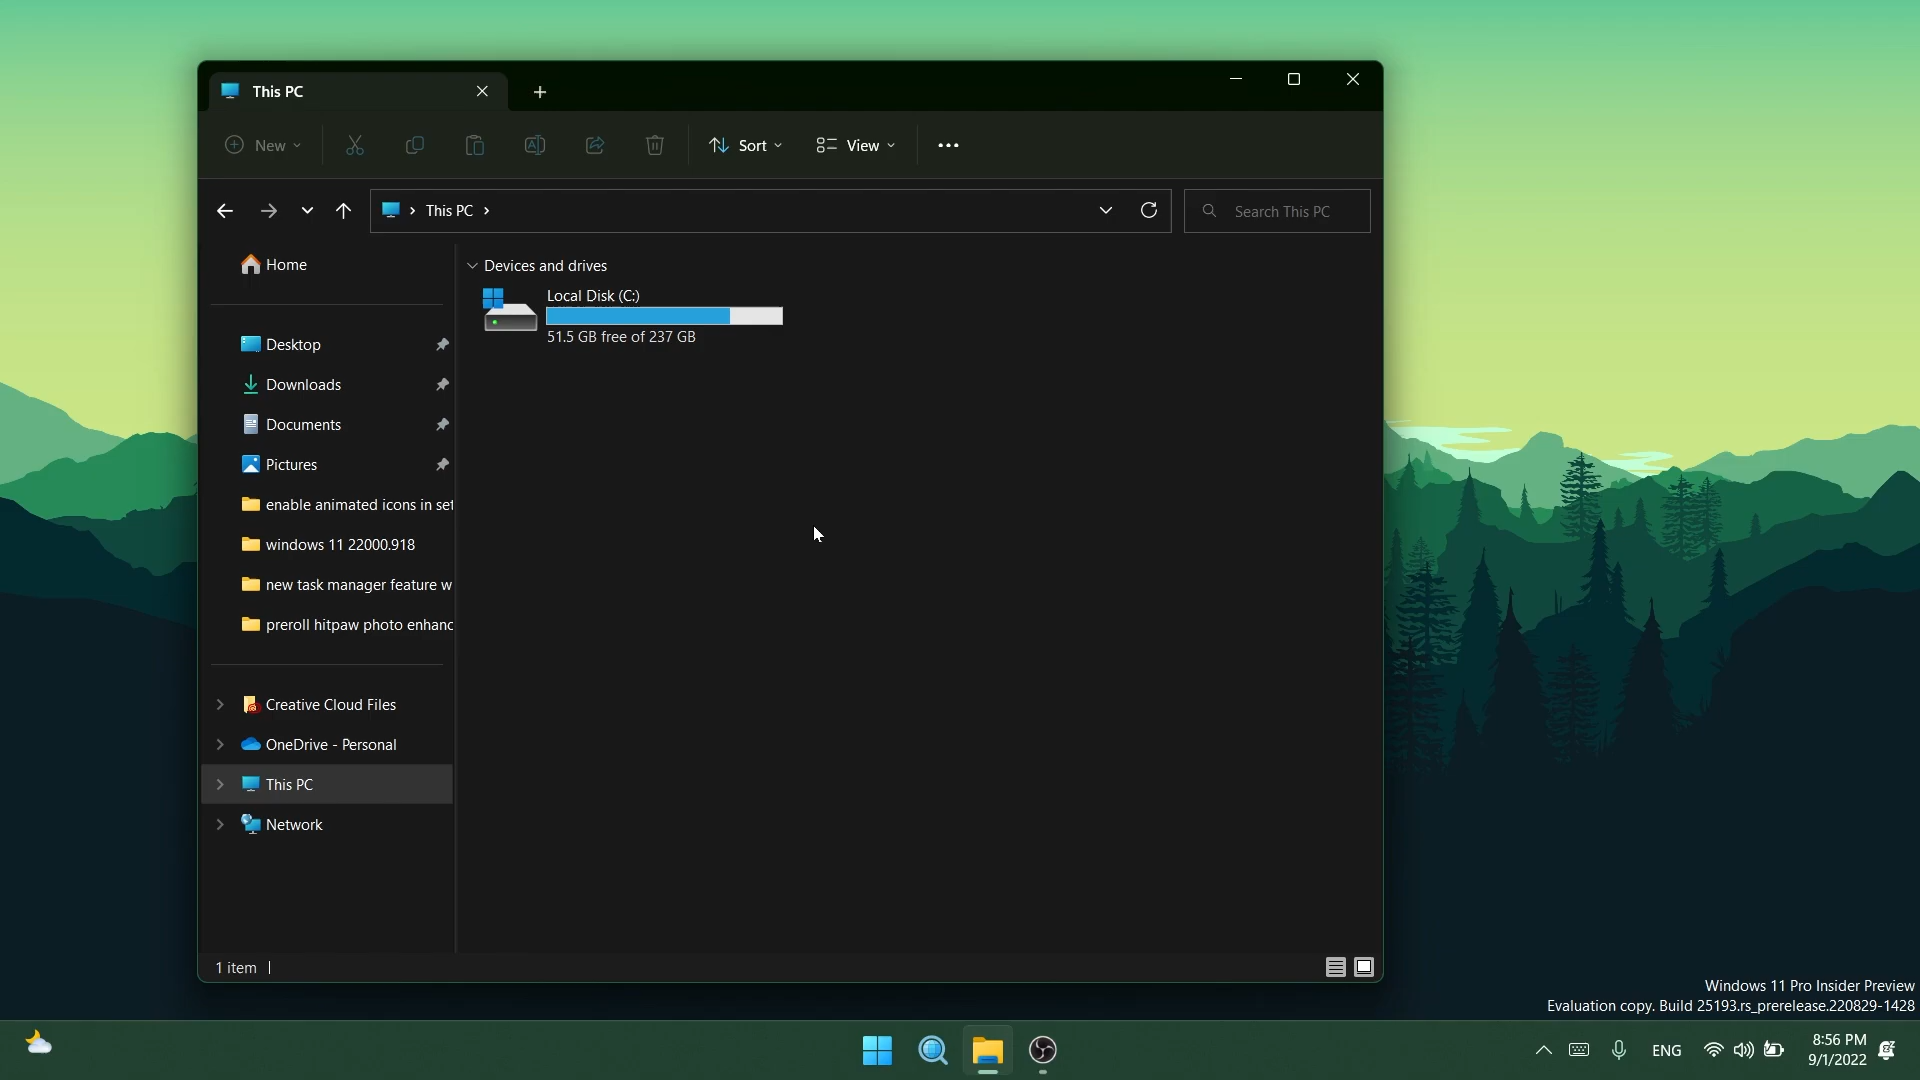 This PC
New
Sort
View
This PC
Search This PC
Home
Desktop
Downloads
Documents
Pictures
enable animated icons in set
windows 11 22000.918
new task manager feature w
preroll hitpaw photo enhanc
Creative Cloud Files
OneDrive - Personal
This PC
Network
Devices and drives
Local Disk (C:)
51.5 GB free of 237 GB
1 item
Windows 11 Pro Insider Preview
Evaluation copy. Build 25193.rs_prerelease.220829-1428
ENG
8:56 PM
9/1/2022